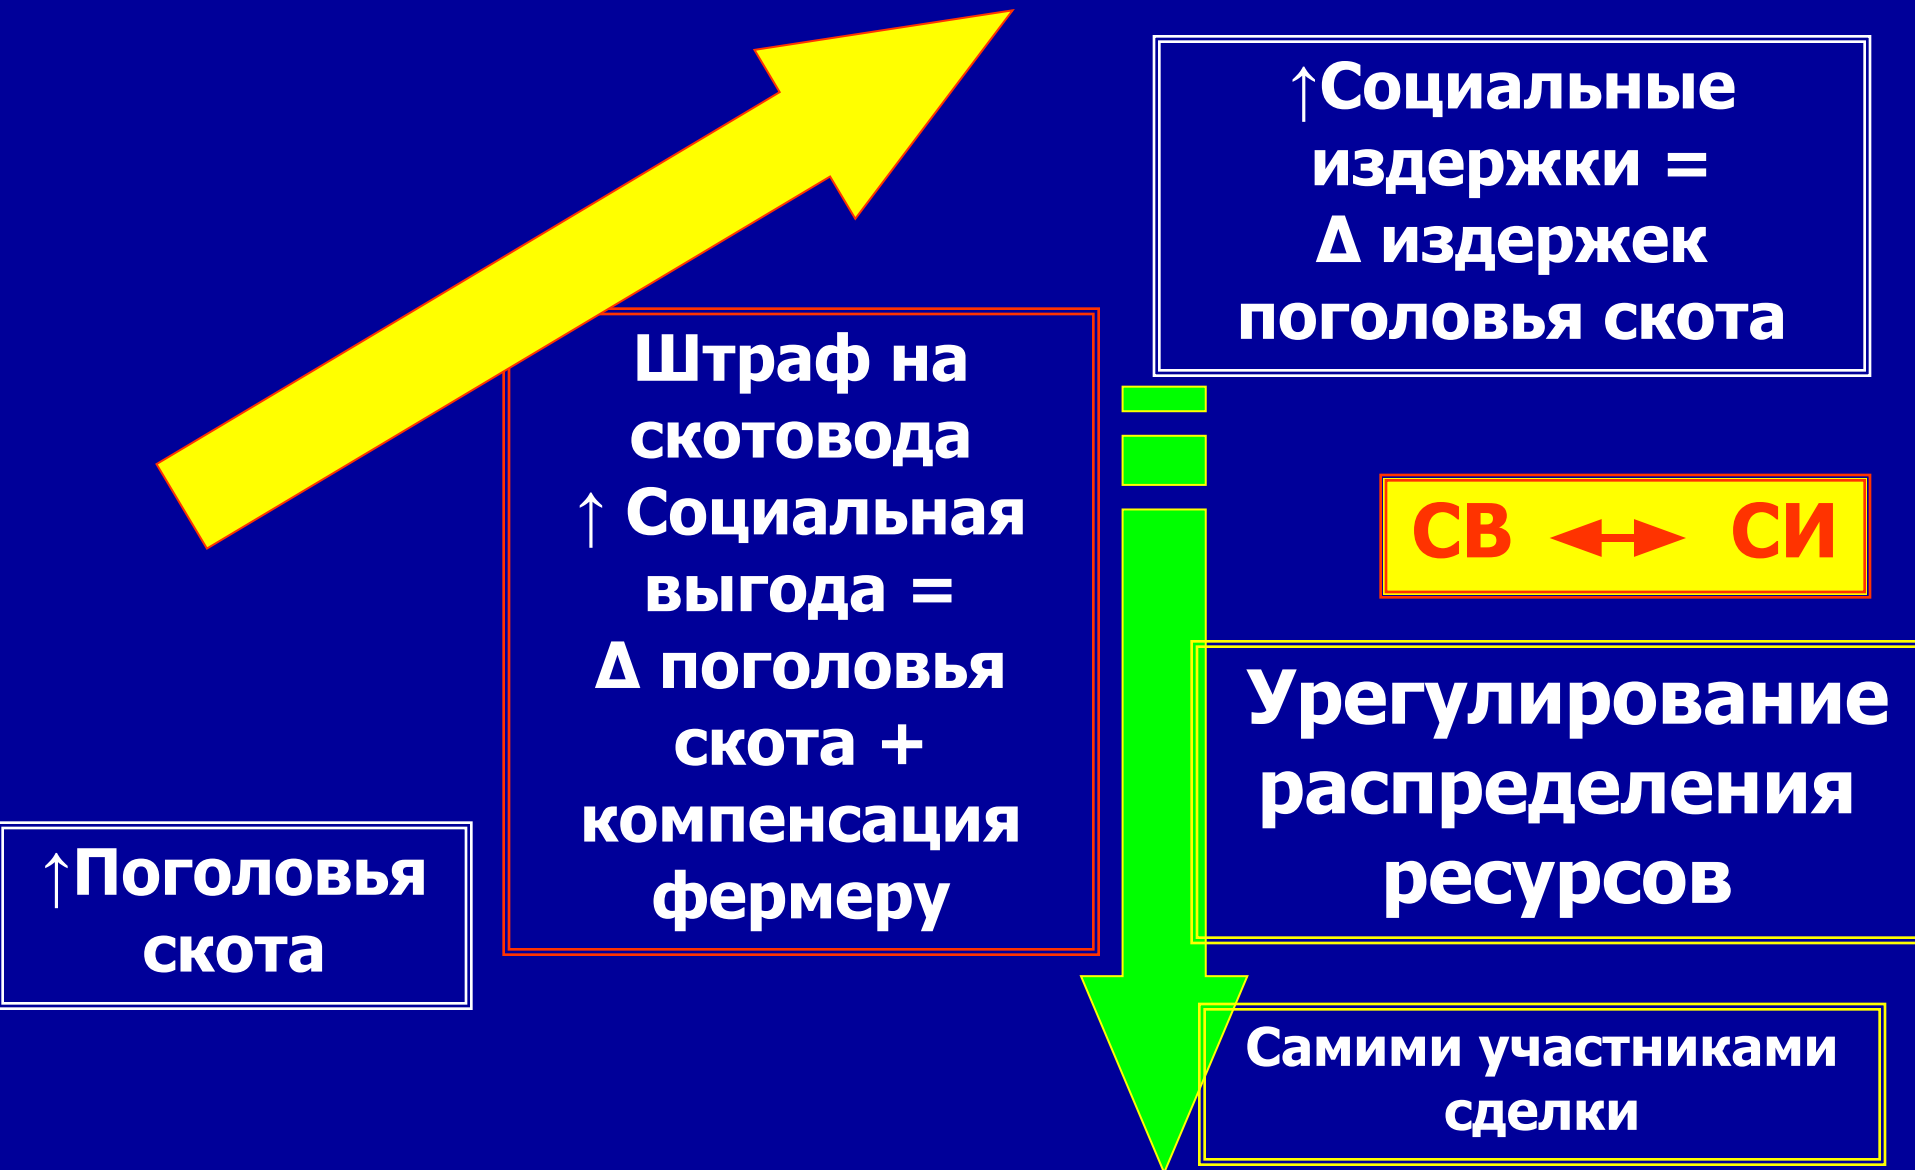 ↑Социальные
издержки =
Δ издержек
поголовья скота
Штраф на
скотовода
↑ Социальная
выгода =
Δ поголовья
скота +
компенсация
фермеру
СВ СИ
Урегулирование
распределения
ресурсов
↑Поголовья
скота
Самими участниками
сделки